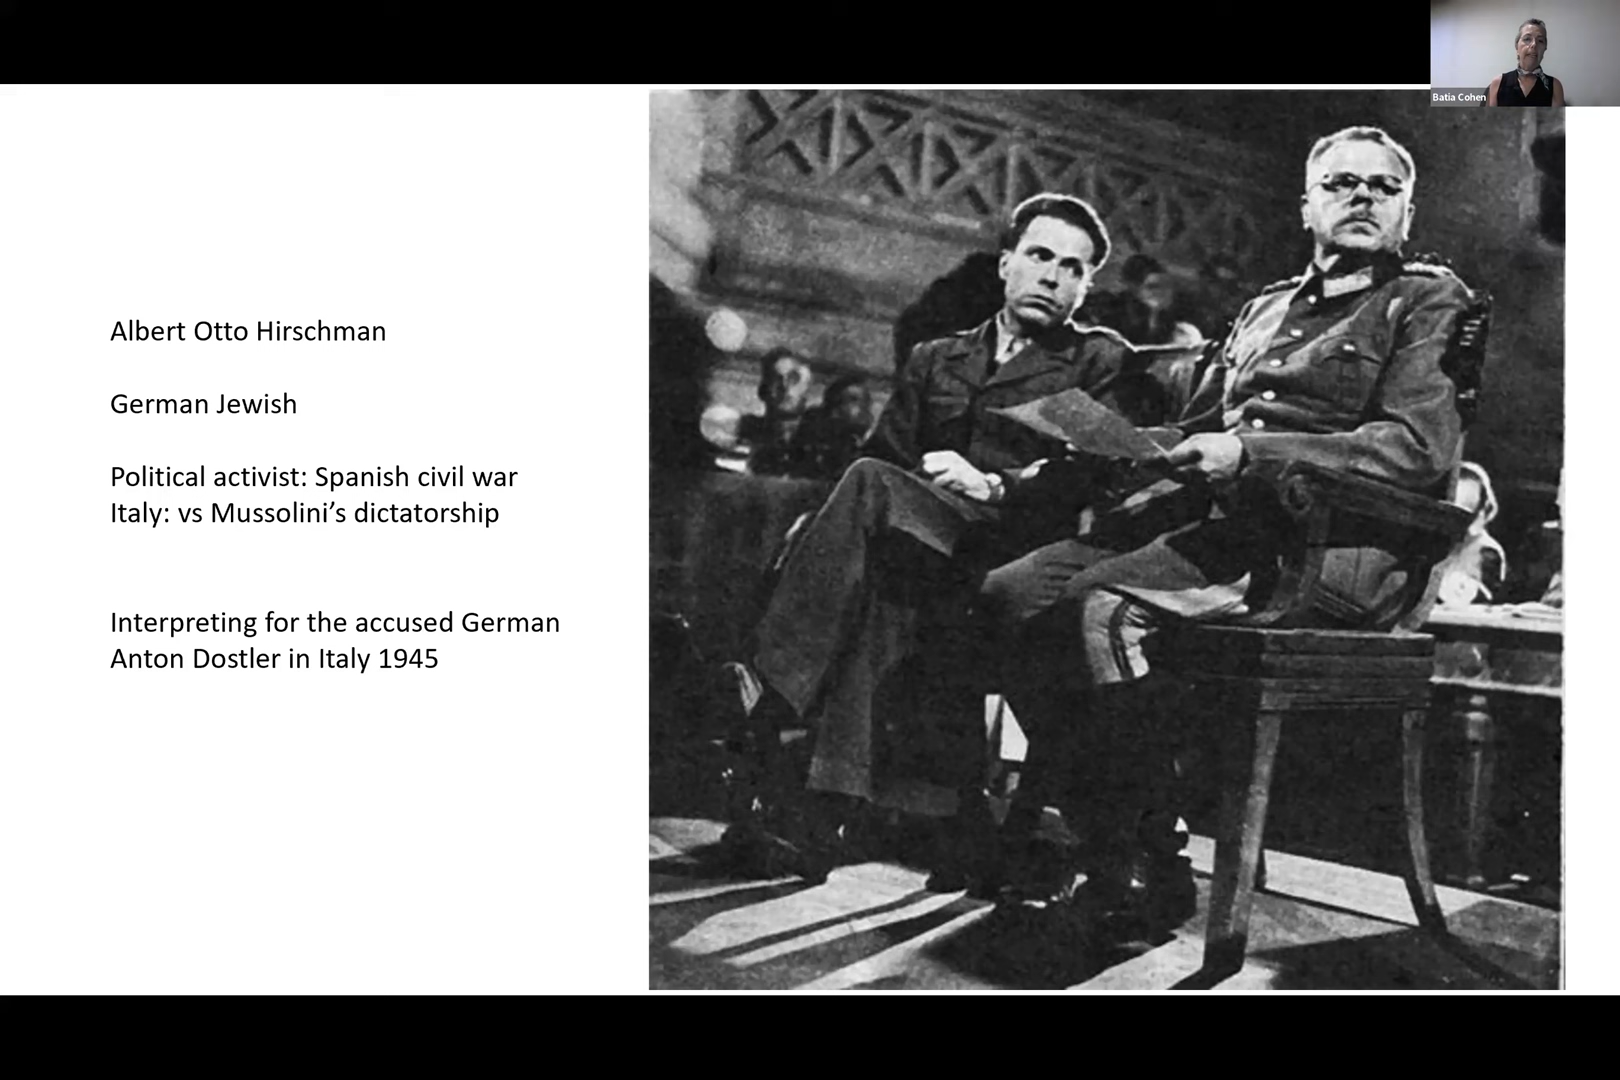 Batia Cohen
Albert Otto Hirschman
German Jewish
Political activist: Spanish civil war
Italy: vs Mussolini’s dictatorship
Interpreting for the accused German
Anton Dostler in Italy 1945